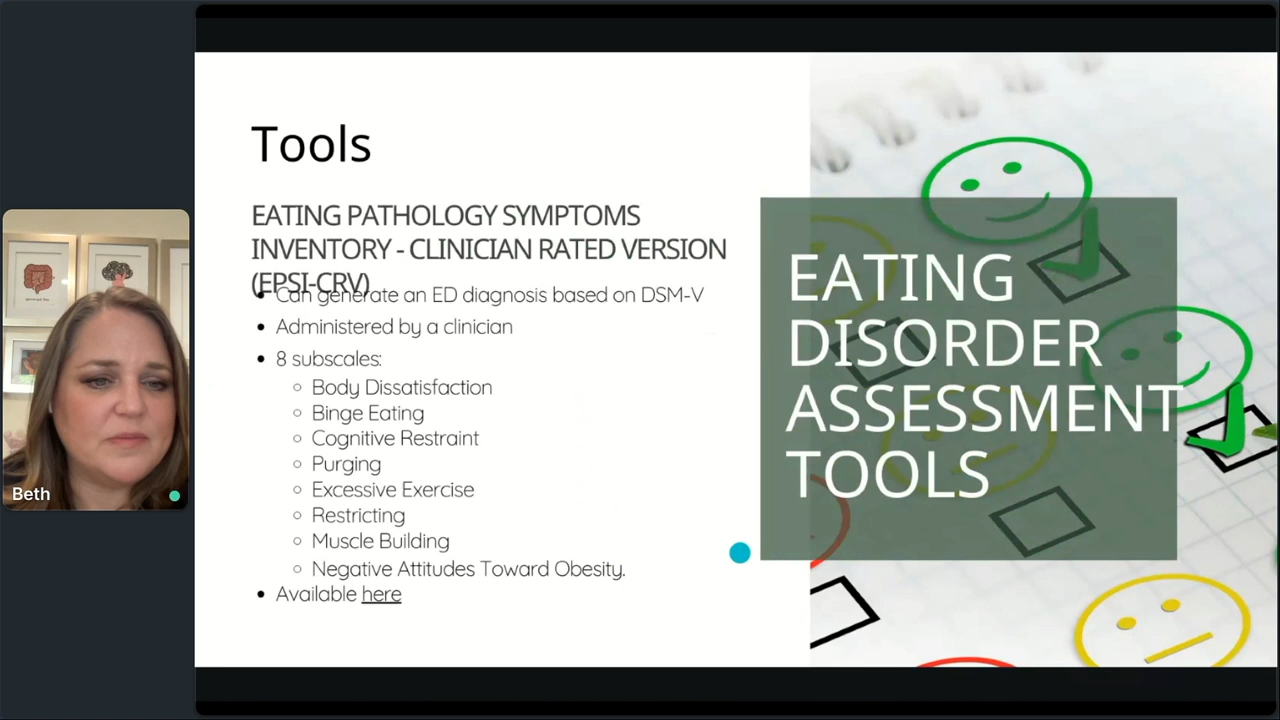 Tools
EATING PATHOLOGY SYMPTOMS
INVENTORY - CLINICIAN RATED VERSION
(EPSI-CRV)
• Can generate an ED diagnosis based on DSM-V
• Administered by a clinician
• 8 subscales:
○ Body Dissatisfaction
○ Binge Eating
○ Cognitive Restraint
○ Purging
○ Excessive Exercise
○ Restricting
○ Muscle Building
○ Negative Attitudes Toward Obesity.
• Available here
EATING
DISORDER
ASSESSMENT
TOOLS
Beth